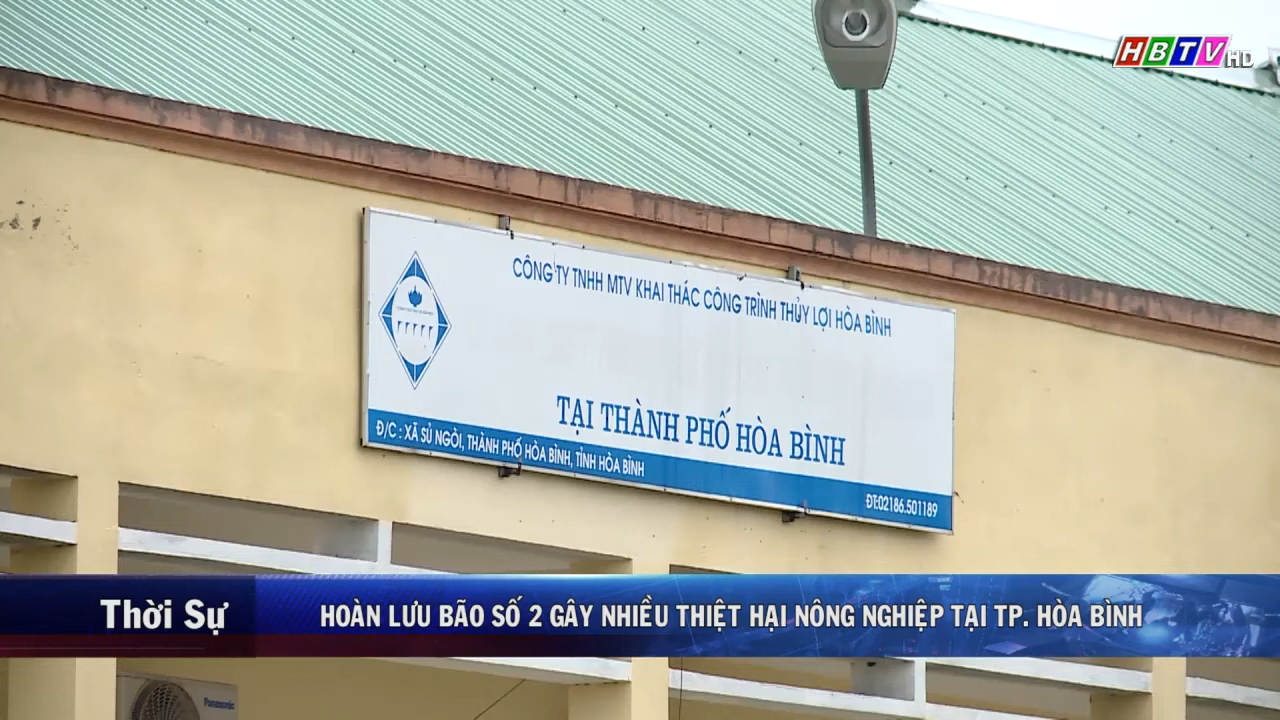 HBTV HD
CÔNG TY TNHH MTV KHAI THÁC CÔNG TRÌNH THỦY LỢI HÒA BÌNH
TẠI THÀNH PHỐ HÒA BÌNH
Đ/C : XÃ SỦ NGÒI, THÀNH PHỐ HÒA BÌNH, TỈNH HÒA BÌNH
ĐT:02186.501189
Thời Sự
HOÀN LƯU BÃO SỐ 2 GÂY NHIỀU THIỆT HẠI NÔNG NGHIỆP TẠI TP. HÒA BÌNH
Panasonic